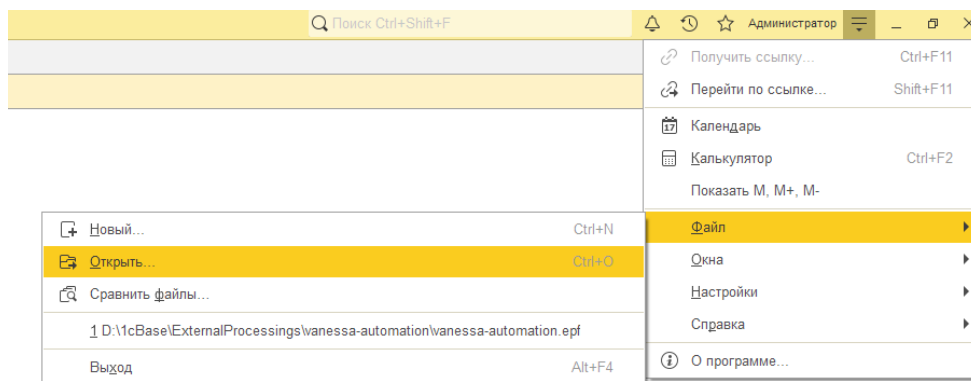 Поиск Ctrl+Shift+F Администратор
Получить ссылку... Ctrl+F11
Перейти по ссылке... Shift+F11
17 Календарь
Калькулятор Ctrl+F2
Показать M, M+, M-
Файл
Окна
Настройки
Справка
О программе...
Новый... Ctrl+N
Открыть... Ctrl+O
Сравнить файлы...
1 D:\1cBase\ExternalProcessings\vanessa-automation\vanessa-automation.epf
Выход Alt+F4